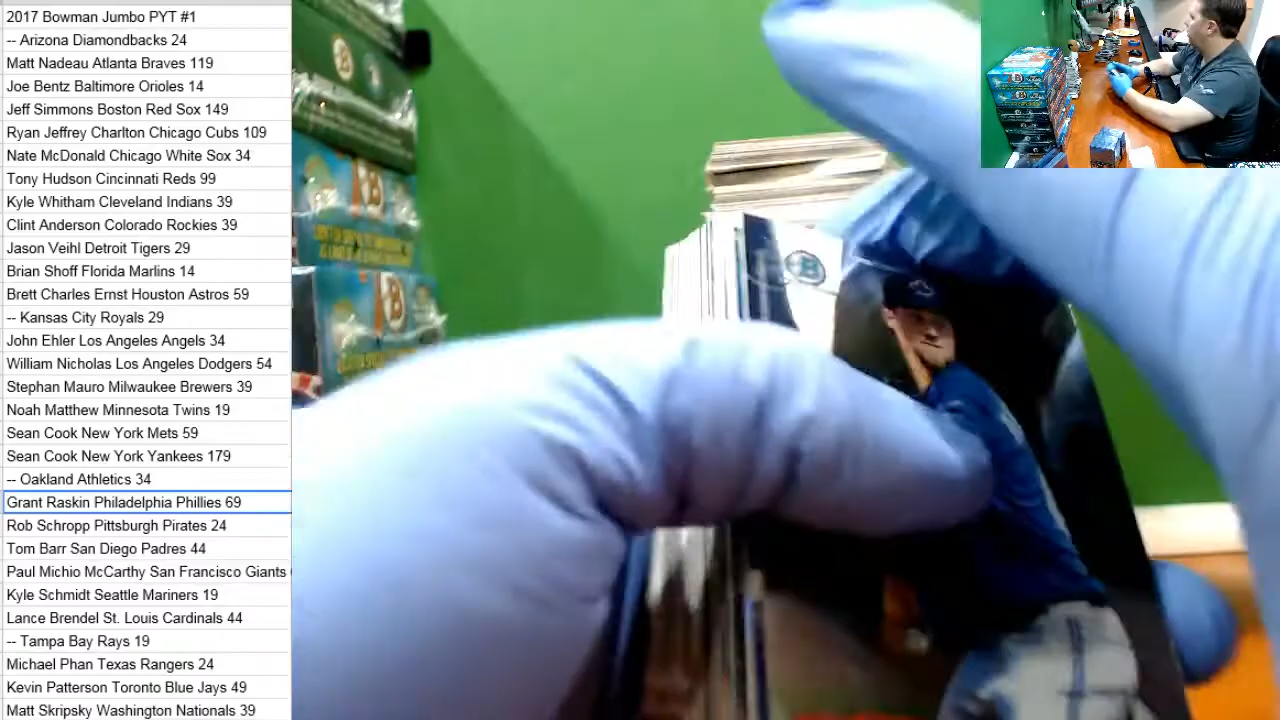 2017 Bowman Jumbo PYT #1
-- Arizona Diamondbacks 24
Matt Nadeau Atlanta Braves 119
Joe Bentz Baltimore Orioles 14
Jeff Simmons Boston Red Sox 149
Ryan Jeffrey Charlton Chicago Cubs 109
Nate McDonald Chicago White Sox 34
Tony Hudson Cincinnati Reds 99
Kyle Whitham Cleveland Indians 39
Clint Anderson Colorado Rockies 39
Jason Veihl Detroit Tigers 29
Brian Shoff Florida Marlins 14
Brett Charles Ernst Houston Astros 59
-- Kansas City Royals 29
John Ehler Los Angeles Angels 34
William Nicholas Los Angeles Dodgers 54
Stephan Mauro Milwaukee Brewers 39
Noah Matthew Minnesota Twins 19
Sean Cook New York Mets 59
Sean Cook New York Yankees 179
-- Oakland Athletics 34
Grant Raskin Philadelphia Phillies 69
Rob Schropp Pittsburgh Pirates 24
Tom Barr San Diego Padres 44
Paul Michio McCarthy San Francisco Giants
Kyle Schmidt Seattle Mariners 19
Lance Brendel St. Louis Cardinals 44
-- Tampa Bay Rays 19
Michael Phan Texas Rangers 24
Kevin Patterson Toronto Blue Jays 49
Matt Skripsky Washington Nationals 39